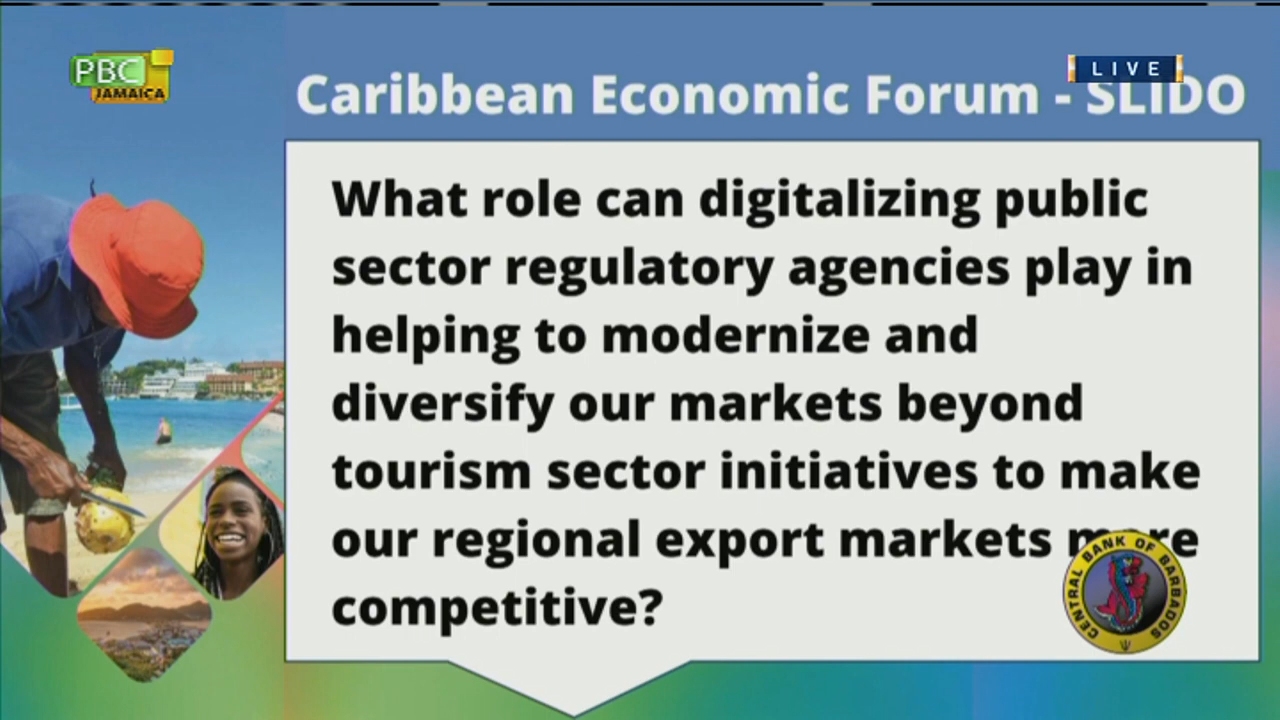 PBC
JAMAICA
LIVE
Caribbean Economic Forum - SLIDO
What role can digitalizing public
sector regulatory agencies play in
helping to modernize and
diversify our markets beyond
tourism sector initiatives to make
our regional export markets more
competitive?
CENTRAL BANK OF BARBADOS